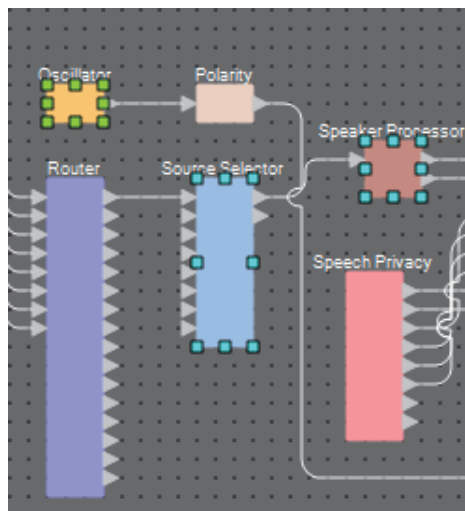 Oscillator
Polarity
Speaker Processor
Router
Source Selector
Speech Privacy